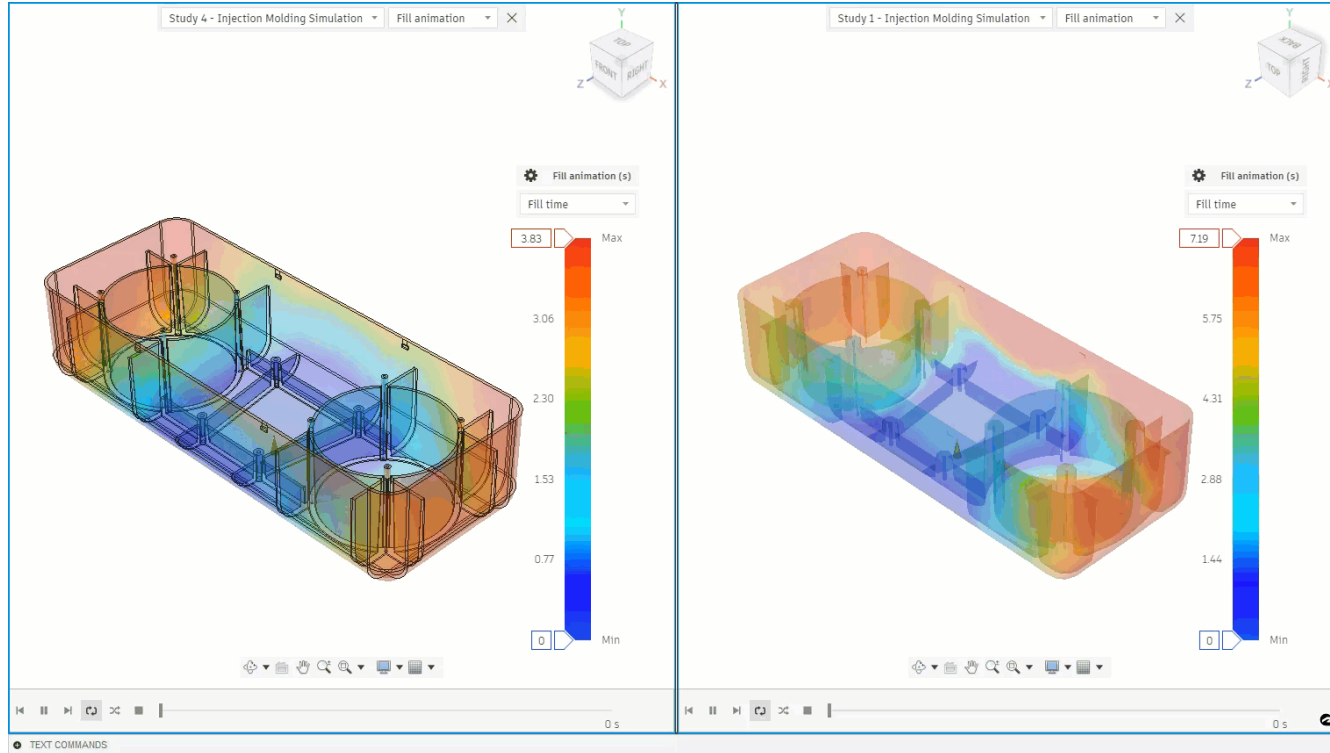 Study 4 - Injection Molding Simulation
Fill animation
Y
TOP
FRONT
RIGHT
Z
X
Fill animation (s)
Fill time
3.83
Max
3.06
2.30
1.53
0.77
0
Min
0 s
Study 1 - Injection Molding Simulation
Fill animation
Y
BACK
TOP
RIGHT
Z
X
Fill animation (s)
Fill time
7.19
Max
5.75
4.31
2.88
1.44
0
Min
0 s
TEXT COMMANDS